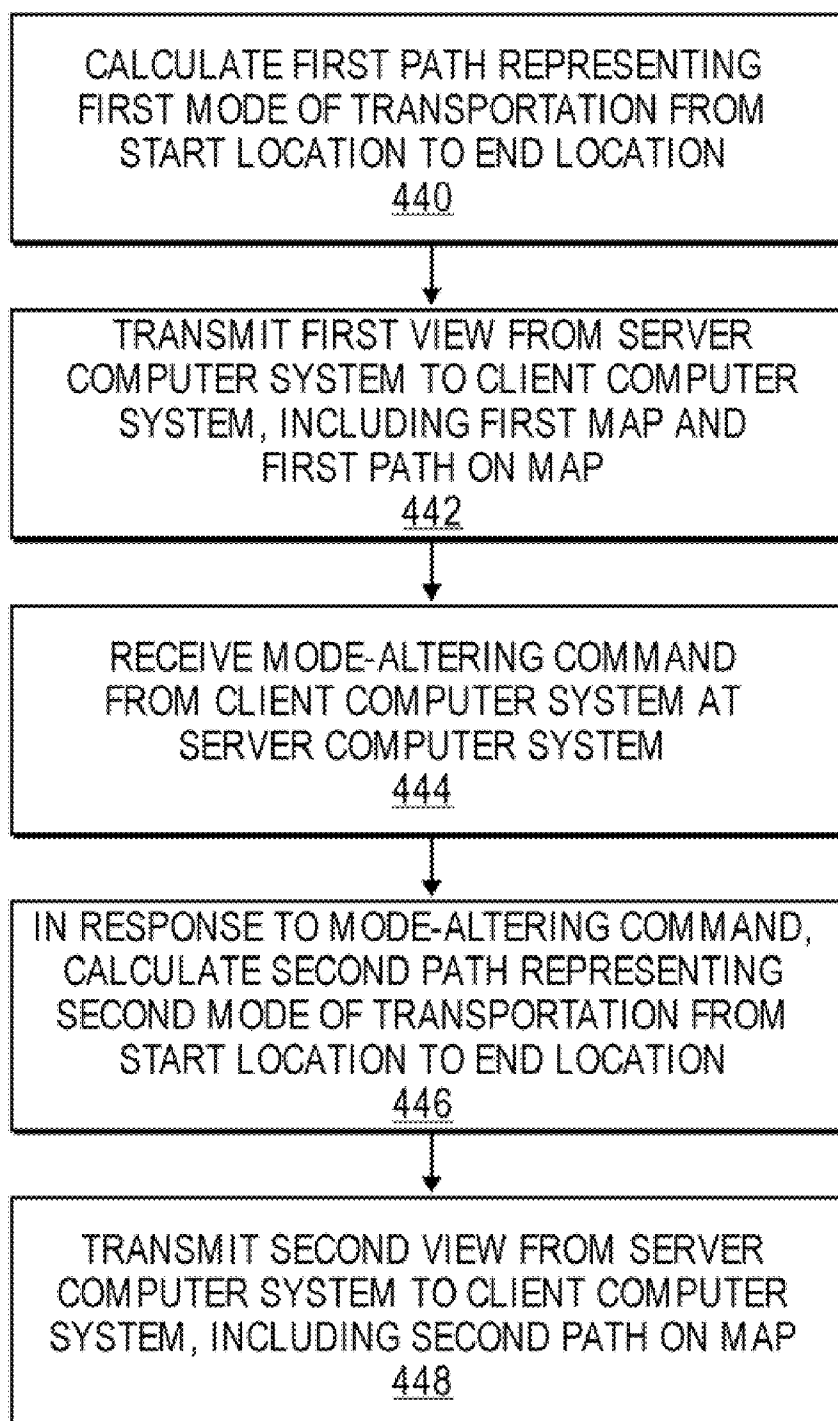 CALCULATE FIRST PATH REPRESENTING
FIRST MODE OF TRANSPORTATION FROM
START LOCATION TO END LOCATION
440
TRANSMIT FIRST VIEW FROM SERVER
COMPUTER SYSTEM TO CLIENT COMPUTER
SYSTEM, INCLUDING FIRST MAP AND
FIRST PATH ON MAP
442
RECEIVE MODE-ALTERING COMMAND
FROM CLIENT COMPUTER SYSTEM AT
SERVER COMPUTER SYSTEM
444
IN RESPONSE TO MODE-ALTERING COMMAND,
CALCULATE SECOND PATH REPRESENTING
SECOND MODE OF TRANSPORTATION FROM
START LOCATION TO END LOCATION
446
TRANSMIT SECOND VIEW FROM SERVER
COMPUTER SYSTEM TO CLIENT COMPUTER
SYSTEM, INCLUDING SECOND PATH ON MAP
448